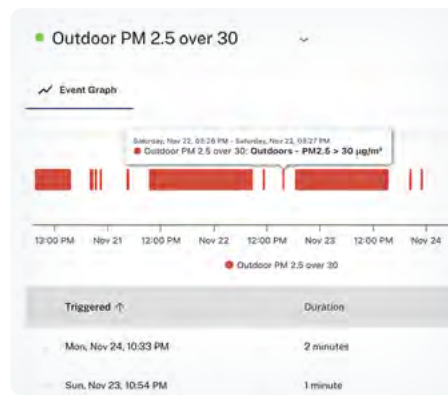 Outdoor PM 2.5 over 30
Event Graph
Saturday, Nov 22, 03:26 PM - Saturday, Nov 22, 03:27 PM
Outdoor PM 2.5 over 30: Outdoors - PM2.5 > 30 µg/m³
12:00 PM Nov 21 12:00 PM Nov 22 12:00 PM Nov 23 12:00 PM Nov 24
Outdoor PM 2.5 over 30
Triggered ↑ Duration
Mon, Nov 24, 10:33 PM 2 minutes
Sun, Nov 23, 10:54 PM 1 minute